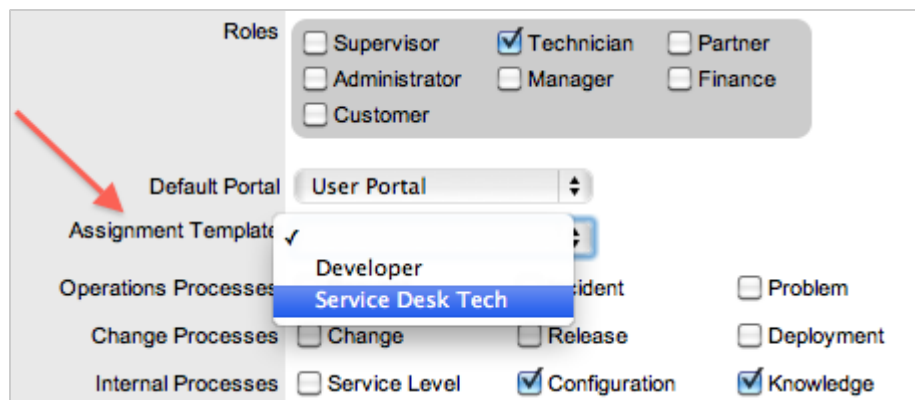 Roles
Supervisor Technician Partner
Administrator Manager Finance
Customer
Default Portal User Portal
Assignment Template
Developer
Operations Processes Service Desk Tech Problem
Change Processes Change Release Deployment
Internal Processes Service Level Configuration Knowledge